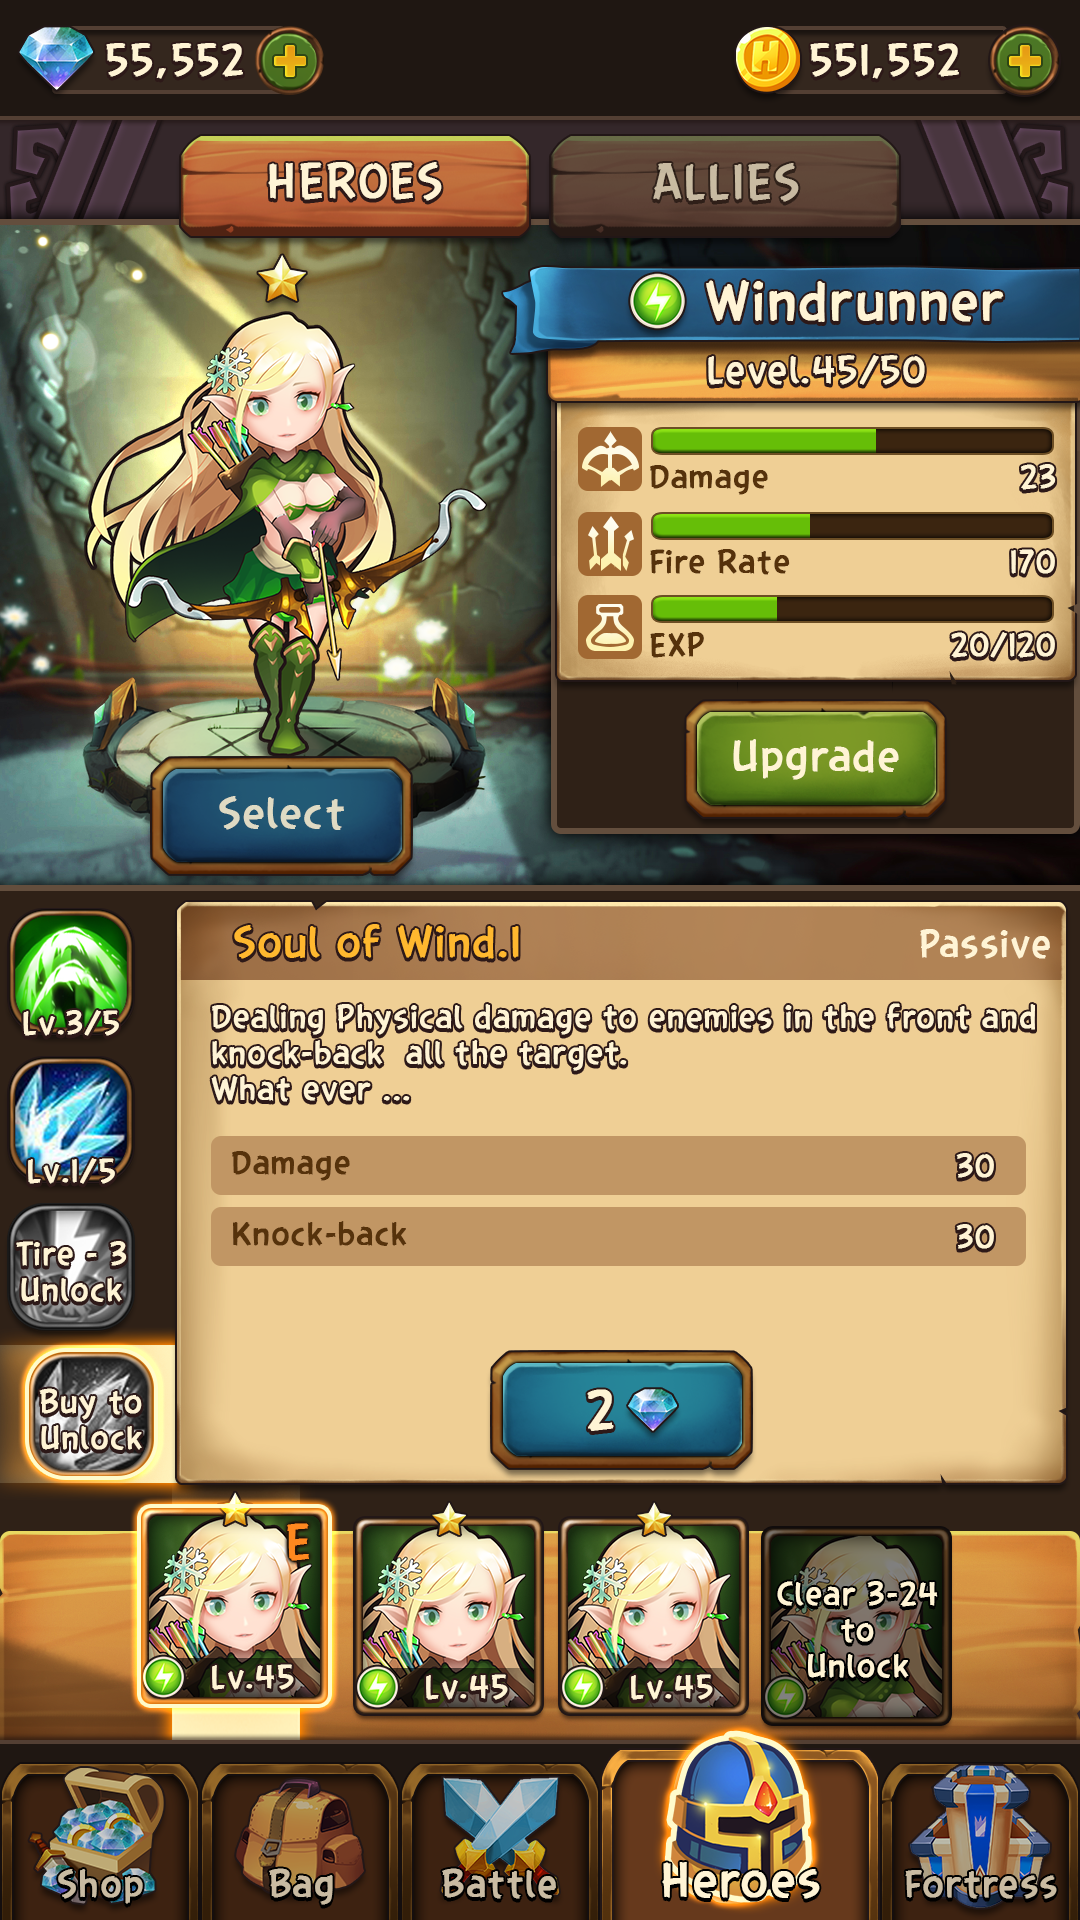 55,552
H
551,552
HEROES
ALLIES
Windrunner
Level.45/50
Damage
23
Fire Rate
170
EXP
20/120
Upgrade
Select
Lv.3/5
Lv.1/5
Tire - 3
Unlock
Buy to
Unlock
Soul of Wind.1
Passive
Dealing Physical damage to enemies in the front and
knock-back all the target.
What ever ...
Damage
30
Knock-back
30
2
E
Lv.45
Lv.45
Lv.45
Clear 3-24
to
Unlock
Shop
Bag
Battle
Heroes
Fortress